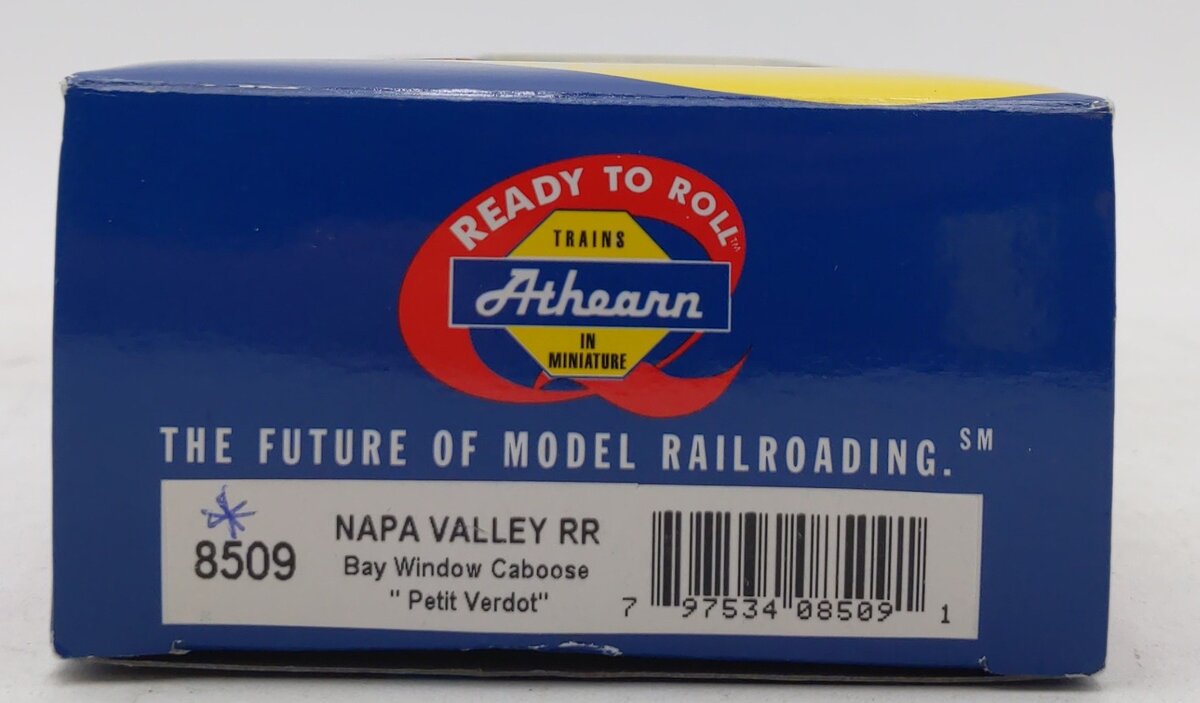 READY TO ROLL™
TRAINS
Athearn
IN
MINIATURE
THE FUTURE OF MODEL RAILROADING.℠
8509
NAPA VALLEY RR
Bay Window Caboose
" Petit Verdot"
7 97534 08509 1